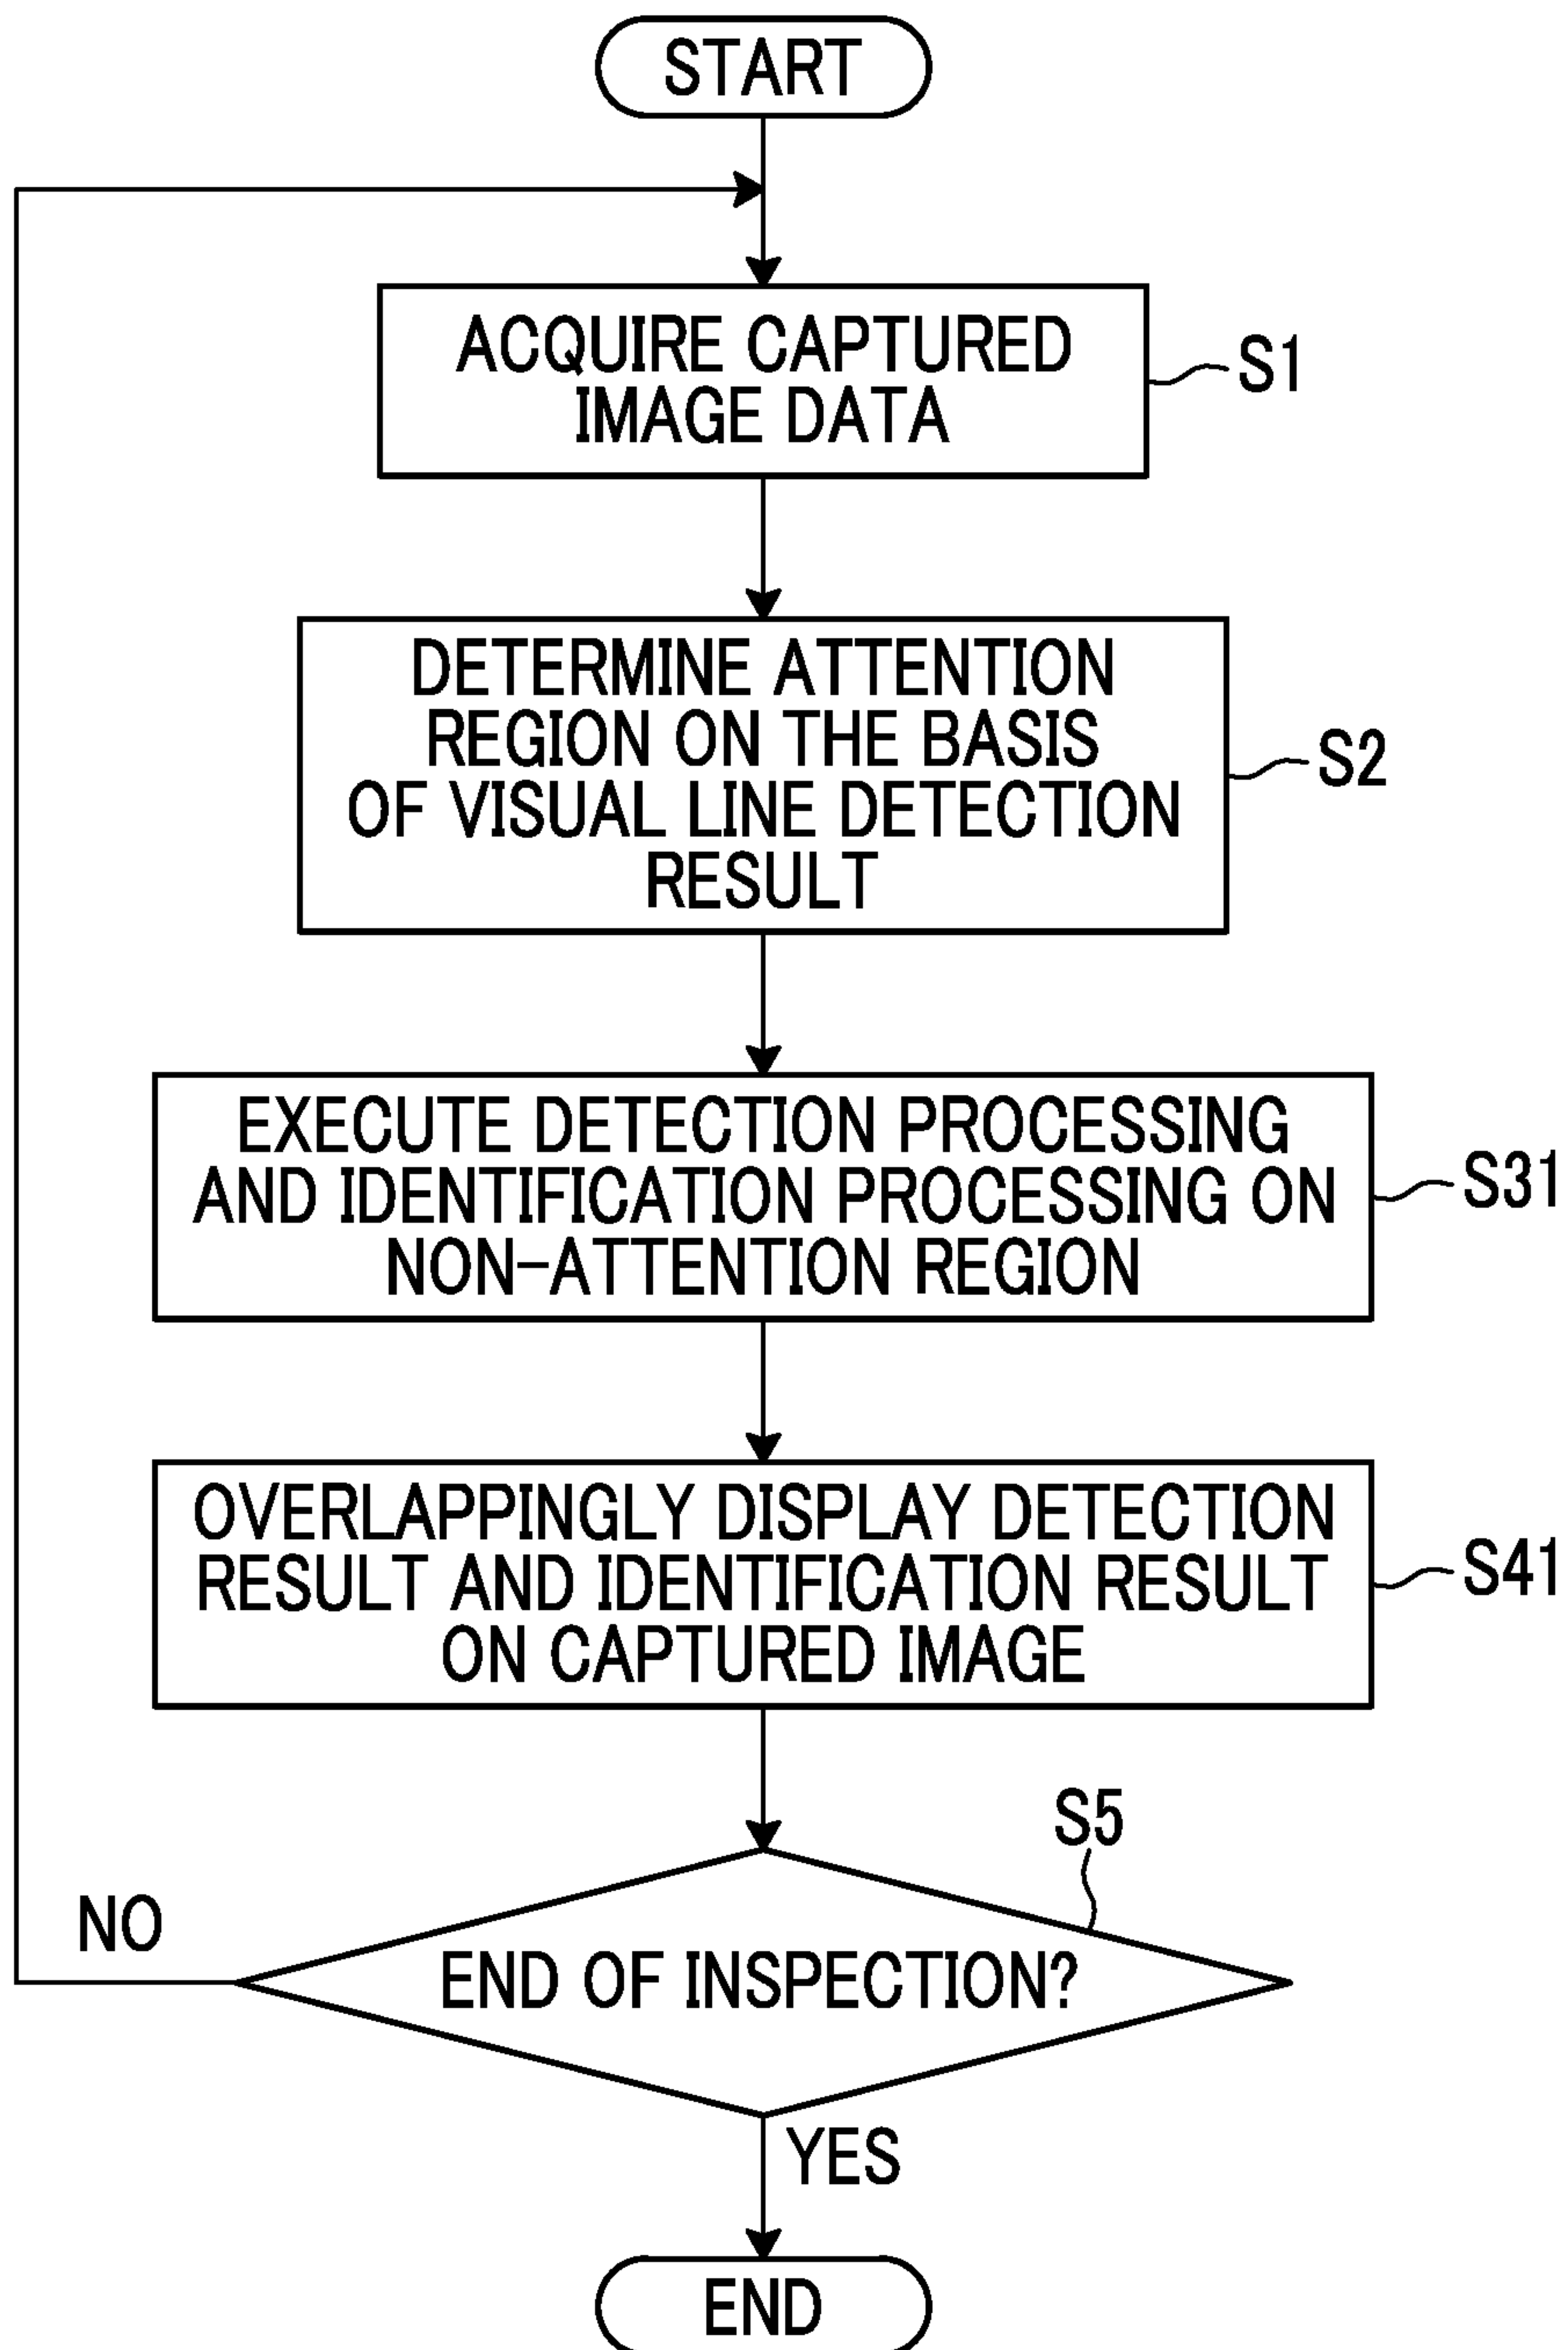 START
ACQUIRE CAPTURED
IMAGE DATA
S1
DETERMINE ATTENTION
REGION ON THE BASIS
OF VISUAL LINE DETECTION
RESULT
S2
EXECUTE DETECTION PROCESSING
AND IDENTIFICATION PROCESSING ON
NON-ATTENTION REGION
S31
OVERLAPPINGLY DISPLAY DETECTION
RESULT AND IDENTIFICATION RESULT
ON CAPTURED IMAGE
S41
S5
NO
END OF INSPECTION?
YES
END